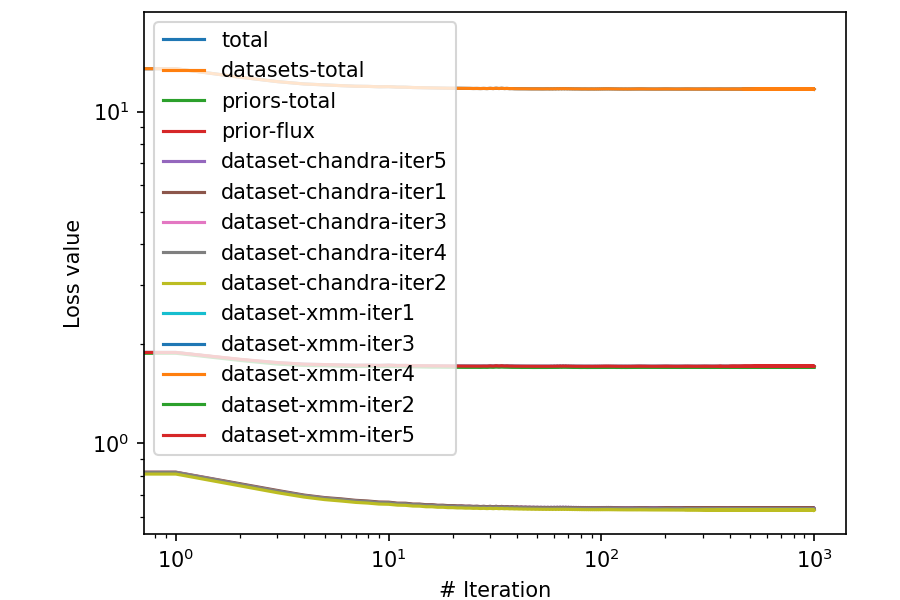 total
datasets-total
priors-total
prior-flux
dataset-chandra-iter5
dataset-chandra-iter1
dataset-chandra-iter3
dataset-chandra-iter4
dataset-chandra-iter2
dataset-xmm-iter1
dataset-xmm-iter3
dataset-xmm-iter4
dataset-xmm-iter2
dataset-xmm-iter5
Loss value
10¹
10⁰
10⁰ 10¹ 10² 10³
# Iteration